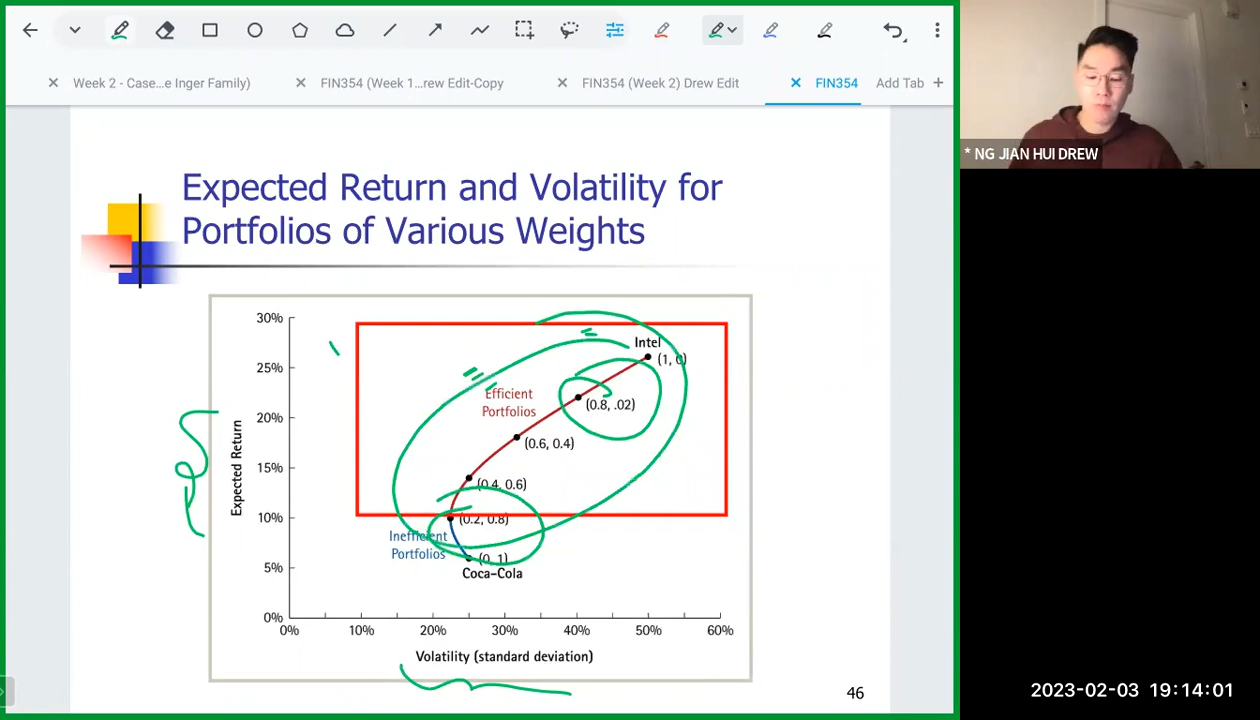 Week 2 - Case...e Inger Family)
FIN354 (Week 1...rew Edit-Copy
FIN354 (Week 2) Drew Edit
FIN354
Add Tab
* NG JIAN HUI DREW
Expected Return and Volatility for
Portfolios of Various Weights
30%
25%
20%
15%
10%
5%
0%
Expected Return
Intel
(1, 0)
Efficient
Portfolios
(0.8, .02)
(0.6, 0.4)
(0.4, 0.6)
(0.2, 0.8)
Inefficient
Portfolios
(0, 1)
Coca-Cola
0% 10% 20% 30% 40% 50% 60%
Volatility (standard deviation)
46
2023-02-03 19:14:01